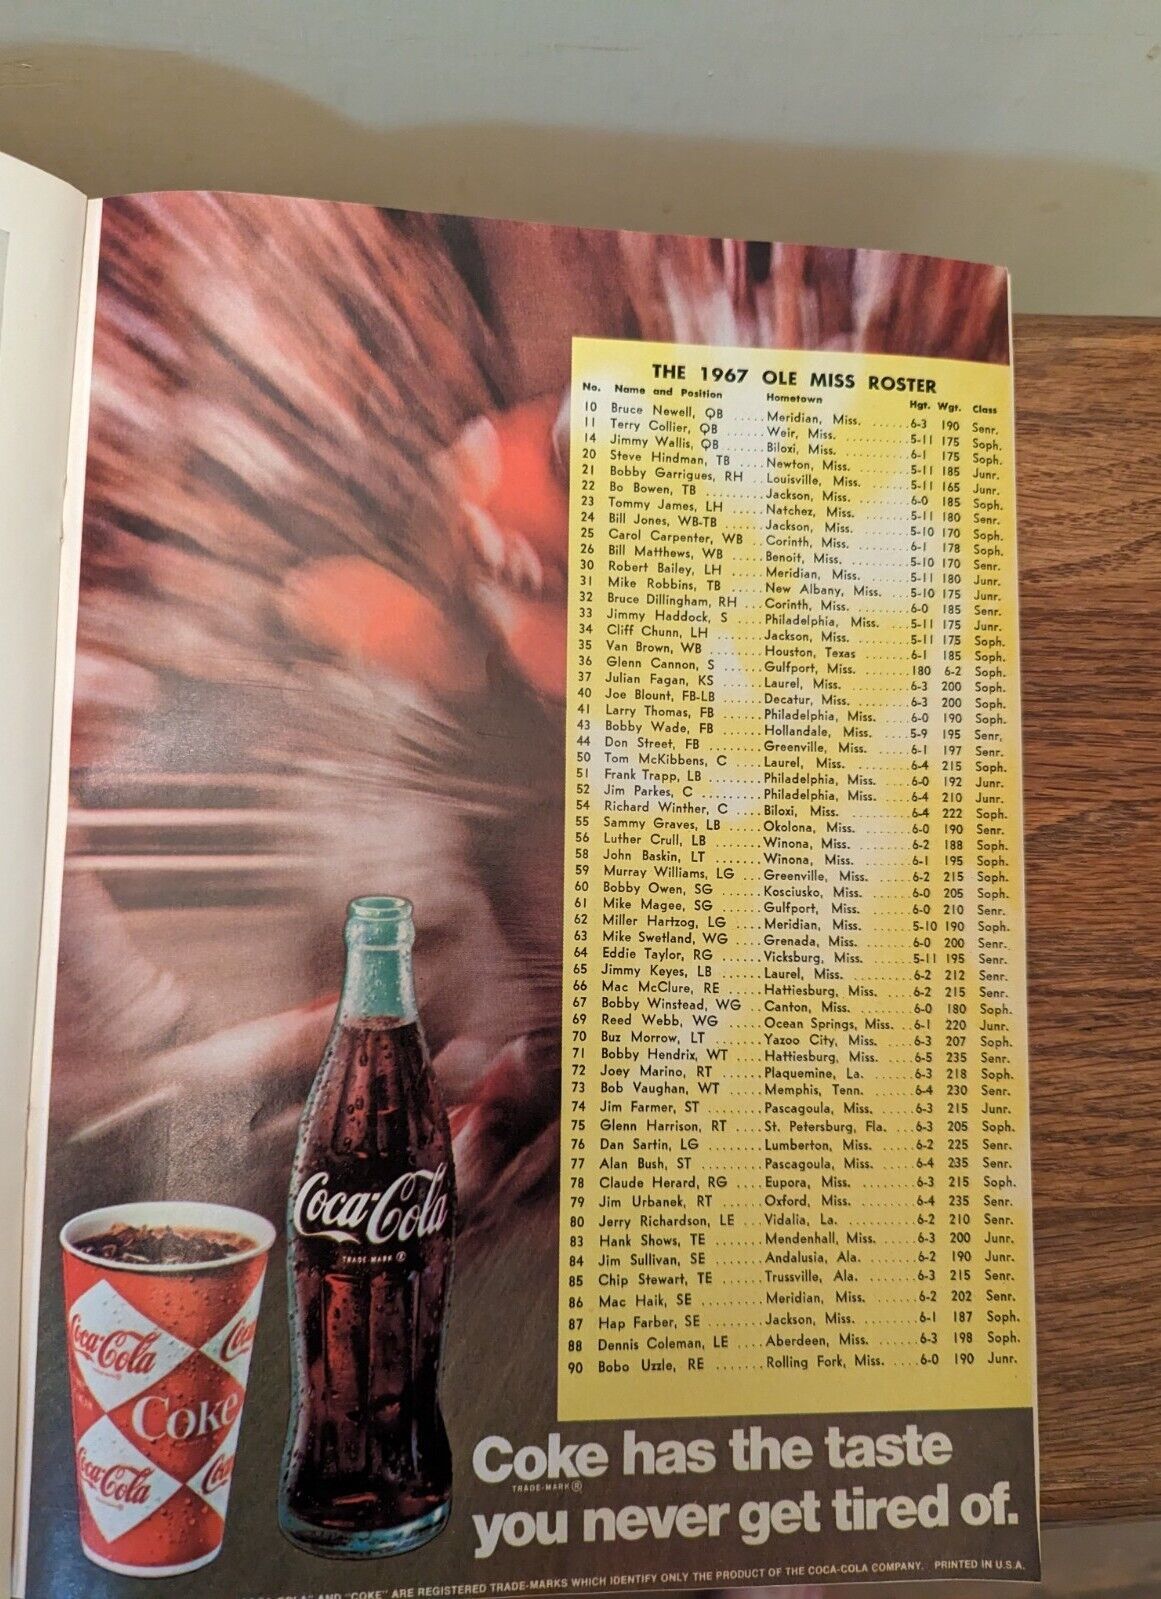 THE 1967 OLE MISS ROSTER
No. Name and Position Hometown Hgt. Wgt. Class
10 Bruce Newell, QB ..... Meridian, Miss. ...... 6-3 190 Senr.
11 Terry Collier, QB ...... Weir, Miss. ......... 5-11 175 Soph.
14 Jimmy Wallis, QB ...... Biloxi, Miss. ........ 6-1 175 Soph.
20 Steve Hindman, TB .... Newton, Miss. ....... 5-11 185 Junr.
21 Bobby Garrigues, RH .. Louisville, Miss. ..... 5-11 165 Junr.
22 Bo Bowen, TB ......... Jackson, Miss. ....... 6-0 185 Soph.
23 Tommy James, LH ..... Natchez, Miss. ...... 5-11 180 Senr.
24 Bill Jones, WB-TB ..... Jackson, Miss. ....... 5-10 170 Soph.
25 Carol Carpenter, WB .. Corinth, Miss. ....... 6-1 178 Soph.
26 Bill Matthews, WB ..... Benoit, Miss. ........ 5-10 170 Senr.
30 Robert Bailey, LH ..... Meridian, Miss. ...... 5-11 180 Junr.
31 Mike Robbins, TB ..... New Albany, Miss. ... 5-10 175 Junr.
32 Bruce Dillingham, RH ... Corinth, Miss. ....... 6-0 185 Senr.
33 Jimmy Haddock, S .... Philadelphia, Miss. .... 5-11 175 Junr.
34 Cliff Chunn, LH ....... Jackson, Miss. ....... 5-11 175 Soph.
35 Van Brown, WB ....... Houston, Texas ....... 6-1 185 Soph.
36 Glenn Cannon, S ...... Gulfport, Miss. ....... 180 6-2 Soph.
37 Julian Fagan, KS ...... Laurel, Miss. ........ 6-3 200 Soph.
40 Joe Blount, FB-LB ..... Decatur, Miss. ....... 6-3 200 Soph.
41 Larry Thomas, FB ...... Philadelphia, Miss. .... 6-0 190 Soph.
43 Bobby Wade, FB ...... Hollandale, Miss. ..... 5-9 195 Senr.
44 Don Street, FB ........ Greenville, Miss. ..... 6-1 197 Senr.
50 Tom McKibbens, C .... Laurel, Miss. ........ 6-4 215 Soph.
51 Frank Trapp, LB ........ Philadelphia, Miss. .... 6-0 192 Junr.
52 Jim Parkes, C ......... Philadelphia, Miss. .... 6-4 210 Junr.
54 Richard Winther, C .... Biloxi, Miss. ......... 6-4 222 Soph.
55 Sammy Graves, LB ..... Okolona, Miss. ....... 6-0 190 Senr.
56 Luther Crull, LB ....... Winona, Miss. ....... 6-2 188 Soph.
58 John Baskin, LT ....... Winona, Miss. ....... 6-1 195 Soph.
59 Murray Williams, LG ... Greenville, Miss. ..... 6-2 215 Soph.
60 Bobby Owen, SG ...... Kosciusko, Miss. ..... 6-0 205 Soph.
61 Mike Magee, SG ...... Gulfport, Miss. ...... 6-0 210 Senr.
62 Miller Hartzog, LG .... Meridian, Miss. ...... 5-10 190 Soph.
63 Mike Swetland, WG .... Grenada, Miss. ....... 6-0 200 Senr.
64 Eddie Taylor, RG ...... Vicksburg, Miss. ...... 5-11 195 Senr.
65 Jimmy Keyes, LB ...... Laurel, Miss. ........ 6-2 212 Senr.
66 Mac McClure, RE ..... Hattiesburg, Miss. .... 6-2 215 Senr.
67 Bobby Winstead, WG .. Canton, Miss. ....... 6-0 180 Soph.
69 Reed Webb, WG ..... Ocean Springs, Miss. .. 6-1 220 Junr.
70 Buz Morrow, LT ...... Yazoo City, Miss. .... 6-3 207 Soph.
71 Bobby Hendrix, WT .... Hattiesburg, Miss. .... 6-5 235 Senr.
72 Joey Marino, RT ...... Plaquemine, La. ...... 6-3 218 Soph.
73 Bob Vaughan, WT ..... Memphis, Tenn. ...... 6-4 230 Senr.
74 Jim Farmer, ST ........ Pascagoula, Miss. ..... 6-3 215 Junr.
75 Glenn Harrison, RT .... St. Petersburg, Fla. ... 6-3 205 Soph.
76 Dan Sartin, LG ........ Lumberton, Miss. ..... 6-2 225 Senr.
77 Alan Bush, ST ......... Pascagoula, Miss. ..... 6-4 235 Senr.
78 Claude Herard, RG .... Eupora, Miss. ........ 6-3 215 Soph.
79 Jim Urbanek, RT ...... Oxford, Miss. ........ 6-4 235 Senr.
80 Jerry Richardson, LE ... Vidalia, La. .......... 6-2 210 Senr.
83 Hank Shows, TE ....... Mendenhall, Miss. ..... 6-3 200 Junr.
84 Jim Sullivan, SE ....... Andalusia, Ala. ....... 6-2 190 Junr.
85 Chip Stewart, TE ...... Trussville, Ala. ........ 6-3 215 Senr.
86 Mac Haik, SE ......... Meridian, Miss. ....... 6-2 202 Senr.
87 Hap Farber, SE ....... Jackson, Miss. ....... 6-1 187 Soph.
88 Dennis Coleman, LE .... Aberdeen, Miss. ...... 6-3 198 Soph.
90 Bobo Uzzle, RE ....... Rolling Fork, Miss. .... 6-0 190 Junr.
Coca-Cola
TRADE MARK ®
Coca-Cola
Coke
Coca-Cola
Coke has the taste
TRADE-MARK ®
you never get tired of.
AND "COKE" ARE REGISTERED TRADE-MARKS WHICH IDENTIFY ONLY THE PRODUCT OF THE COCA-COLA COMPANY. PRINTED IN U.S.A.